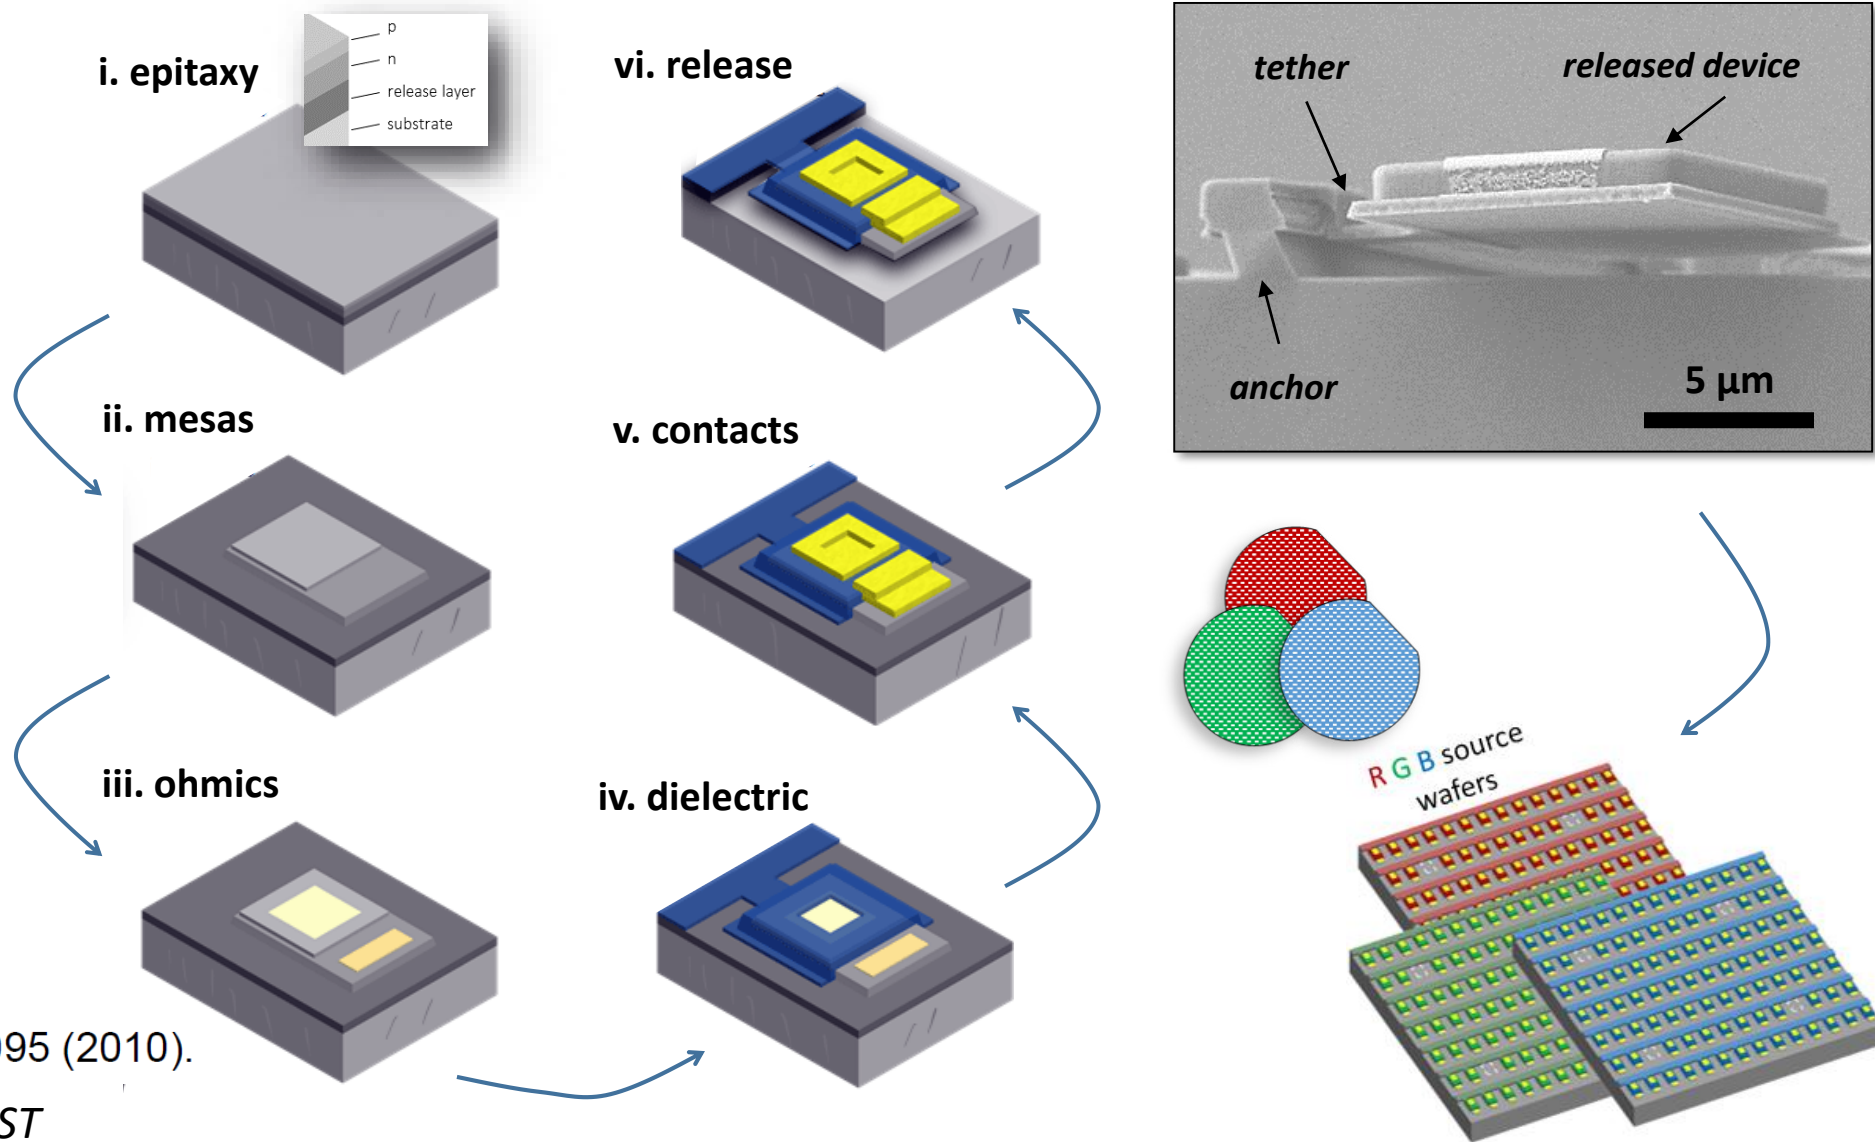 i. epitaxy
p
n
release layer
substrate
ii. mesas
iii. ohmics
iv. dielectric
v. contacts
vi. release
tether
released device
anchor
5 µm
R G B source
wafers
95 (2010).
ST